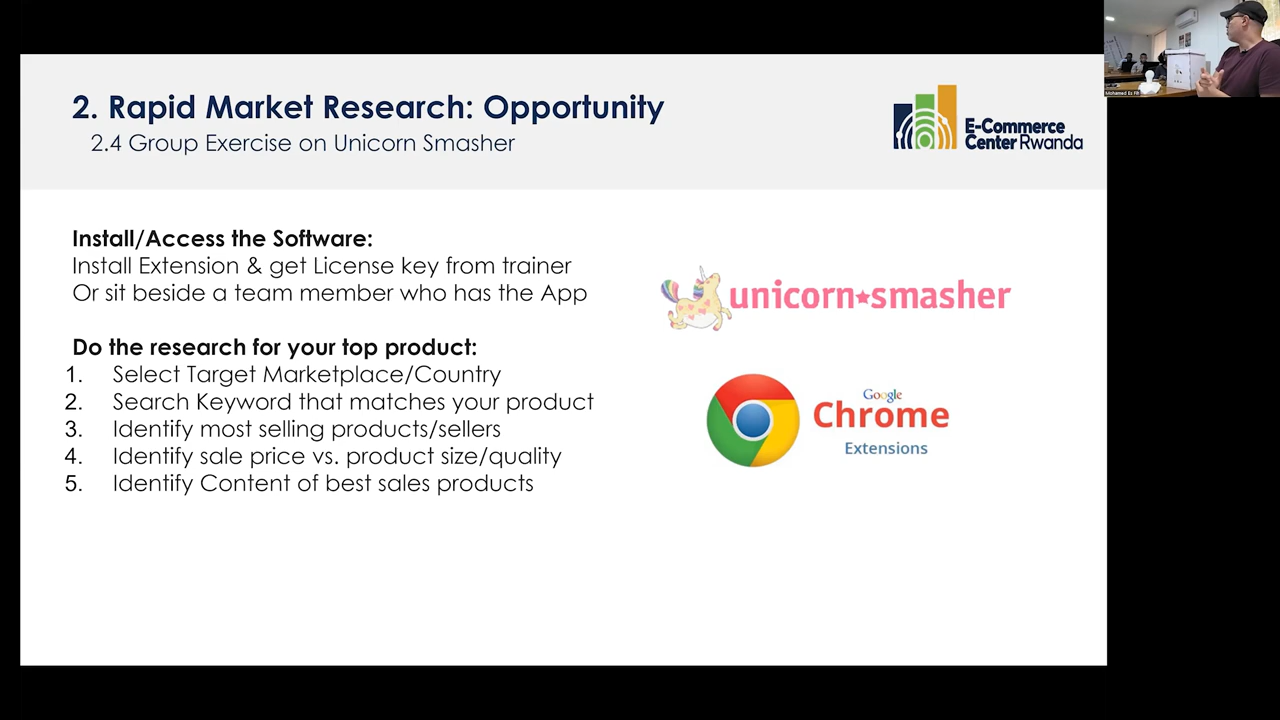 2. Rapid Market Research: Opportunity
2.4 Group Exercise on Unicorn Smasher
E-Commerce
Center Rwanda
Install/Access the Software:
Install Extension & get License key from trainer
Or sit beside a team member who has the App
Do the research for your top product:
1. Select Target Marketplace/Country
2. Search Keyword that matches your product
3. Identify most selling products/sellers
4. Identify sale price vs. product size/quality
5. Identify Content of best sales products
unicorn smasher
Google
Chrome
Extensions
Mohamed Es Fih